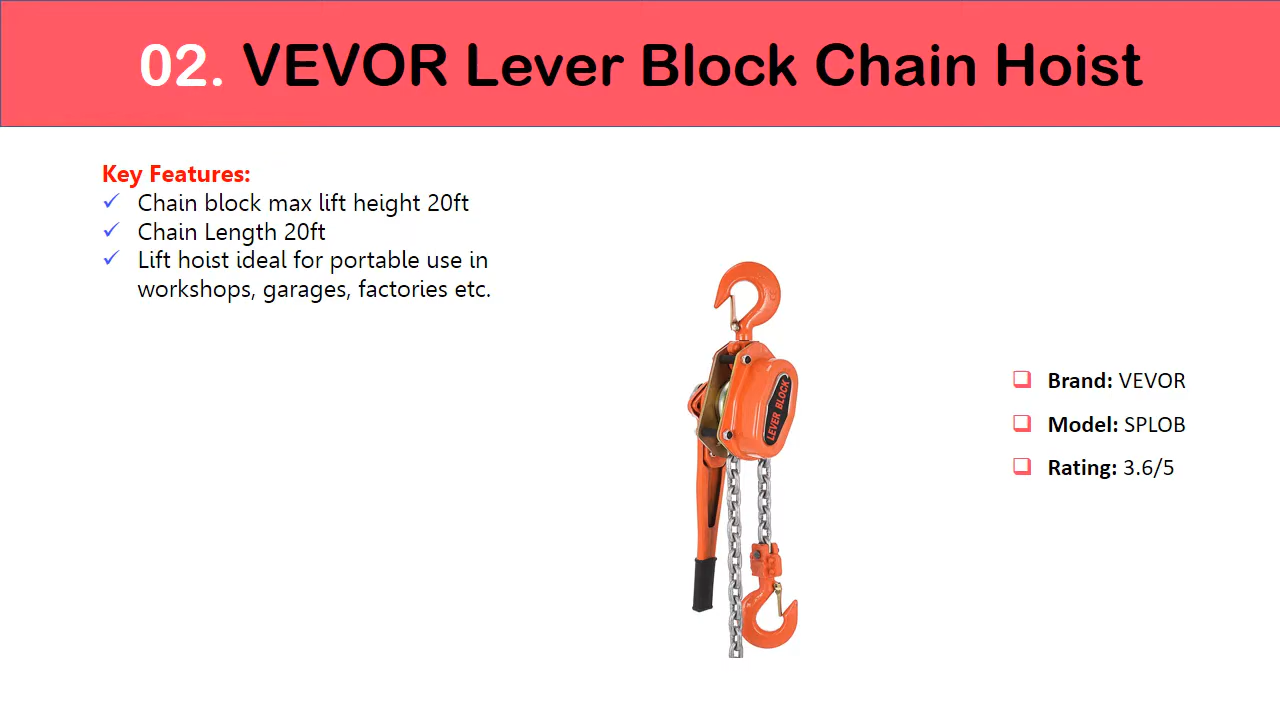 02. VEVOR Lever Block Chain Hoist
Key Features:
✓ Chain block max lift height 20ft
✓ Chain Length 20ft
✓ Lift hoist ideal for portable use in
workshops, garages, factories etc.
LEVER BLOCK
❑ Brand: VEVOR
❑ Model: SPLOB
❑ Rating: 3.6/5